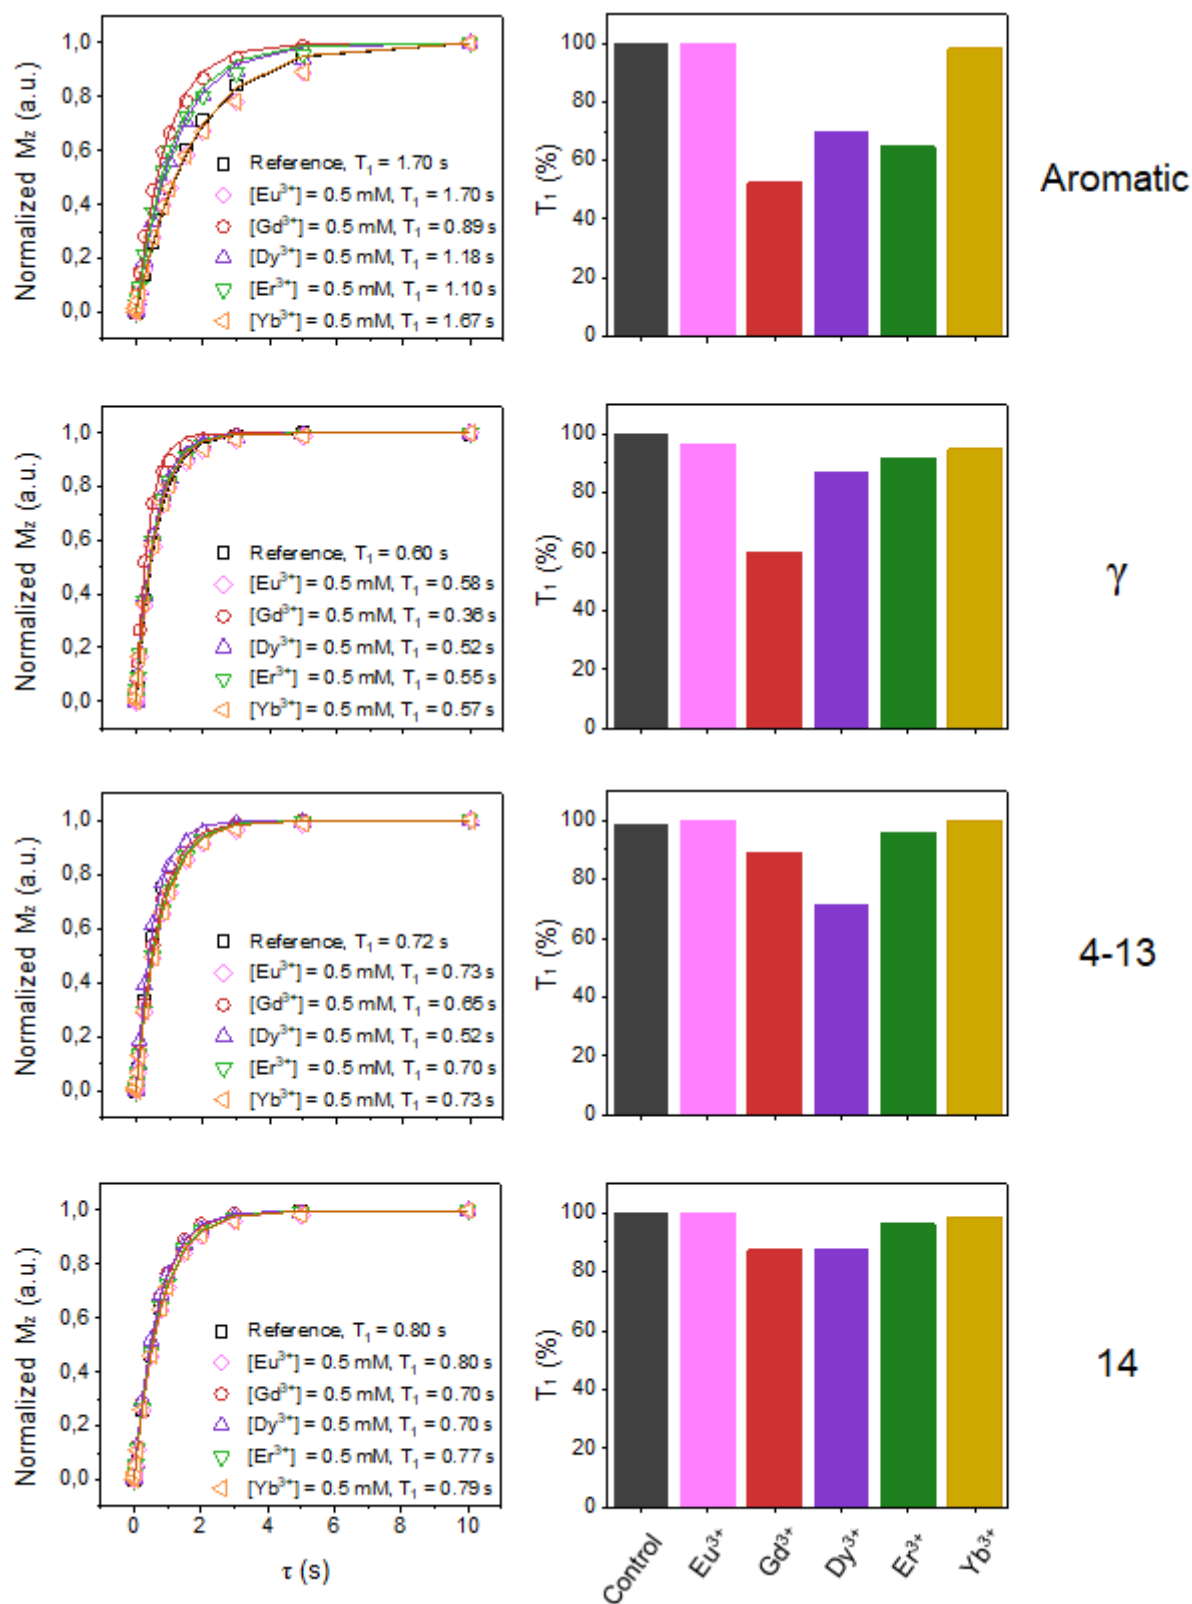 Normalized Mz (a.u.)
1,0
0,8
0,6
0,4
0,2
0,0
Reference, T₁ = 1.70 s
[Eu³⁺] = 0.5 mM, T₁ = 1.70 s
[Gd³⁺] = 0.5 mM, T₁ = 0.89 s
[Dy³⁺] = 0.5 mM, T₁ = 1.18 s
[Er³⁺] = 0.5 mM, T₁ = 1.10 s
[Yb³⁺] = 0.5 mM, T₁ = 1.67 s
T₁ (%)
100
80
60
40
20
0
Aromatic
Normalized Mz (a.u.)
1,0
0,8
0,6
0,4
0,2
0,0
Reference, T₁ = 0.60 s
[Eu³⁺] = 0.5 mM, T₁ = 0.58 s
[Gd³⁺] = 0.5 mM, T₁ = 0.36 s
[Dy³⁺] = 0.5 mM, T₁ = 0.52 s
[Er³⁺] = 0.5 mM, T₁ = 0.55 s
[Yb³⁺] = 0.5 mM, T₁ = 0.57 s
T₁ (%)
100
80
60
40
20
0
γ
Normalized Mz (a.u.)
1,0
0,8
0,6
0,4
0,2
0,0
Reference, T₁ = 0.72 s
[Eu³⁺] = 0.5 mM, T₁ = 0.73 s
[Gd³⁺] = 0.5 mM, T₁ = 0.65 s
[Dy³⁺] = 0.5 mM, T₁ = 0.52 s
[Er³⁺] = 0.5 mM, T₁ = 0.70 s
[Yb³⁺] = 0.5 mM, T₁ = 0.73 s
T₁ (%)
100
80
60
40
20
0
4-13
Normalized Mz (a.u.)
1,0
0,8
0,6
0,4
0,2
0,0
Reference, T₁ = 0.80 s
[Eu³⁺] = 0.5 mM, T₁ = 0.80 s
[Gd³⁺] = 0.5 mM, T₁ = 0.70 s
[Dy³⁺] = 0.5 mM, T₁ = 0.70 s
[Er³⁺] = 0.5 mM, T₁ = 0.77 s
[Yb³⁺] = 0.5 mM, T₁ = 0.79 s
0 2 4 6 8 10
τ (s)
T₁ (%)
100
80
60
40
20
0
Control Eu³⁺ Gd³⁺ Dy³⁺ Er³⁺ Yb³⁺
14